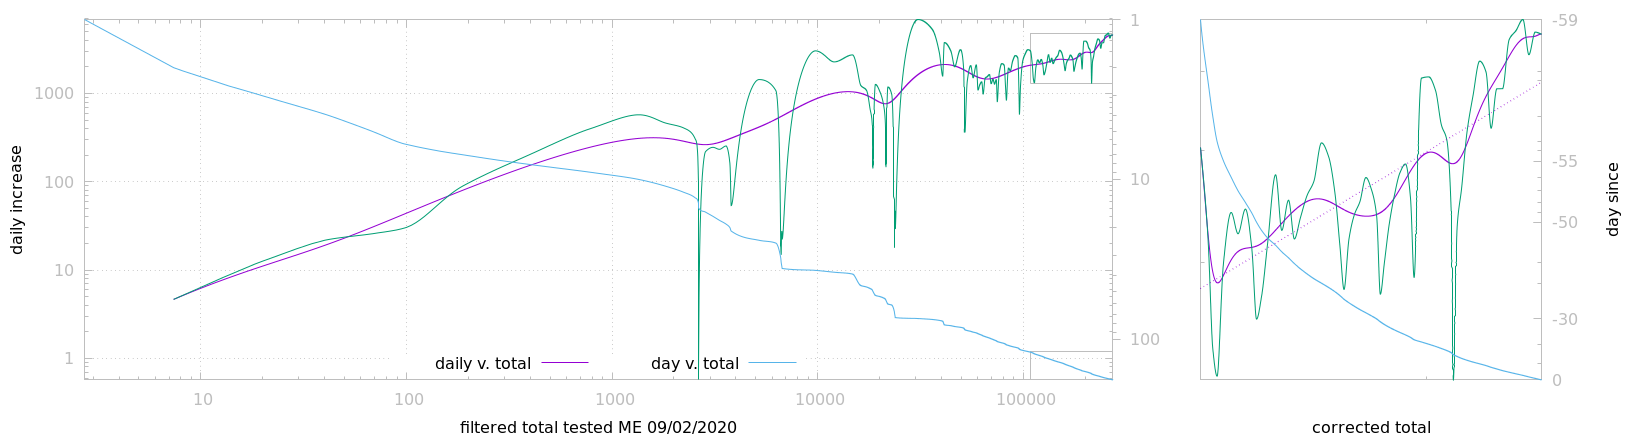 1
-59
1000
daily increase
-55
100
10
day since
-50
10
-30
1
daily v. total
day v. total
100
0
10
100
1000
10000
100000
filtered total tested ME 09/02/2020
corrected total